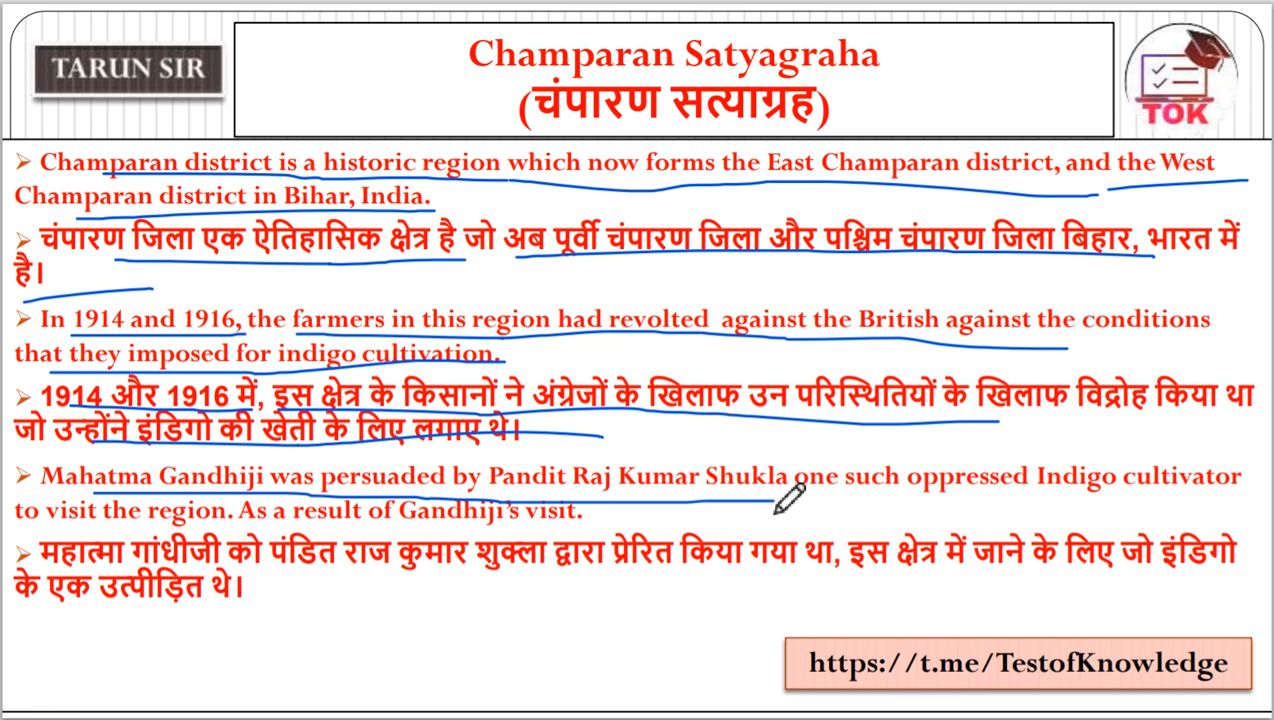 TARUN SIR
Champaran Satyagraha
(चंपारण सत्याग्रह)
TOK
➢ Champaran district is a historic region which now forms the East Champaran district, and the West
Champaran district in Bihar, India.
➢ चंपारण जिला एक ऐतिहासिक क्षेत्र है जो अब पूर्वी चंपारण जिला और पश्चिम चंपारण जिला बिहार, भारत में
है।
➢ In 1914 and 1916, the farmers in this region had revolted against the British against the conditions
that they imposed for indigo cultivation.
➢ 1914 और 1916 में, इस क्षेत्र के किसानों ने अंग्रेजों के खिलाफ उन परिस्थितियों के खिलाफ विद्रोह किया था
जो उन्होंने इंडिगो की खेती के लिए लगाए थे।
➢ Mahatma Gandhiji was persuaded by Pandit Raj Kumar Shukla one such oppressed Indigo cultivator
to visit the region. As a result of Gandhiji’s visit.
➢ महात्मा गांधीजी को पंडित राज कुमार शुक्ला द्वारा प्रेरित किया गया था, इस क्षेत्र में जाने के लिए जो इंडिगो
के एक उत्पीड़ित थे।
https://t.me/TestofKnowledge